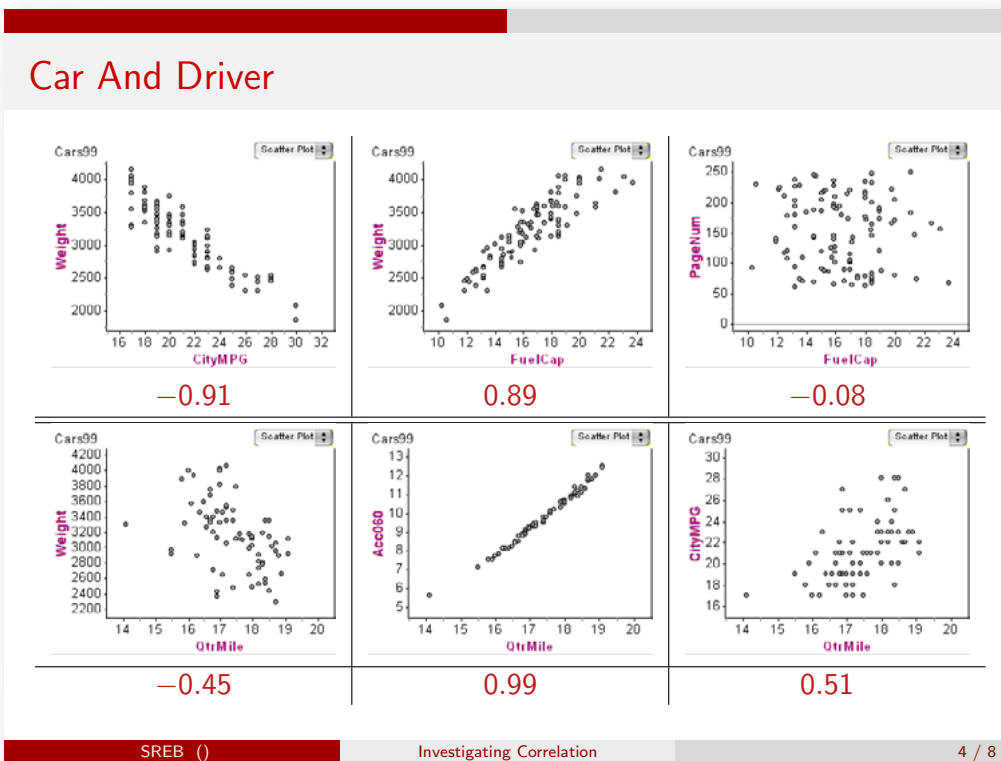 Car And Driver
Cars99 Scatter Plot
4000
3500
3000
2500
2000
Weight
16 18 20 22 24 26 28 30 32
CityMPG
−0.91
Cars99 Scatter Plot
4000
3500
3000
2500
2000
Weight
10 12 14 16 18 20 22 24
FuelCap
0.89
Cars99 Scatter Plot
250
200
150
100
50
0
PageNum
10 12 14 16 18 20 22 24
FuelCap
−0.08
Cars99 Scatter Plot
4200
4000
3800
3600
3400
3200
3000
2800
2600
2400
2200
Weight
14 15 16 17 18 19 20
QtrMile
−0.45
Cars99 Scatter Plot
13
12
11
10
9
8
7
6
5
Acc060
14 15 16 17 18 19 20
QtrMile
0.99
Cars99 Scatter Plot
30
28
26
24
22
20
18
16
CityMPG
14 15 16 17 18 19 20
QtrMile
0.51
SREB () Investigating Correlation 4 / 8